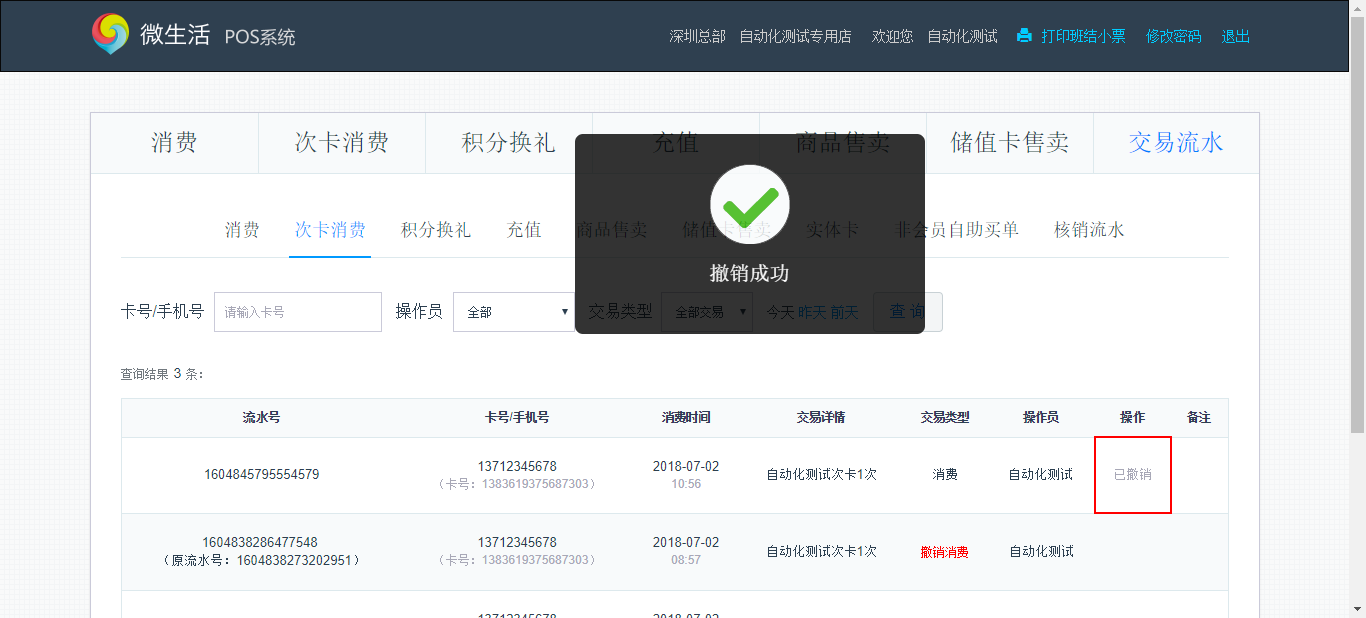 微生活 POS系统 深圳总部 自动化测试专用店 欢迎您 自动化测试 打印班结小票 修改密码 退出
消费 次卡消费 积分换礼 充值 商品售卖 储值卡售卖 交易流水
消费 次卡消费 积分换礼 充值 商品售卖 储值卡售卖 实体卡 非会员自助买单 核销流水
撤销成功
卡号/手机号 请输入卡号 操作员 全部 交易类型 全部交易 今天 昨天 前天 查 询
查询结果 3 条：
流水号 卡号/手机号 消费时间 交易详情 交易类型 操作员 操作 备注
1604845795554579 13712345678 2018-07-02 自动化测试次卡1次 消费 自动化测试 已撤销
（卡号：1383619375687303） 10:56
1604838286477548 13712345678 2018-07-02 自动化测试次卡1次 撤销消费 自动化测试
（原流水号：1604838273202951） （卡号：1383619375687303） 08:57
13712345678 2018-07-02